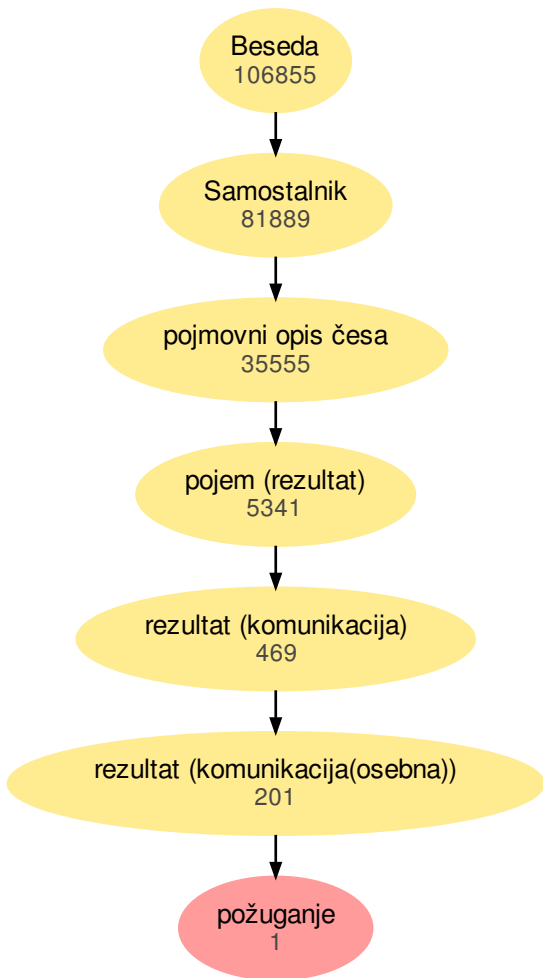 Beseda
106855
Samostalnik
81889
pojmovni opis česa
35555
pojem (rezultat)
5341
rezultat (komunikacija)
469
rezultat (komunikacija(osebna))
201
požuganje
1